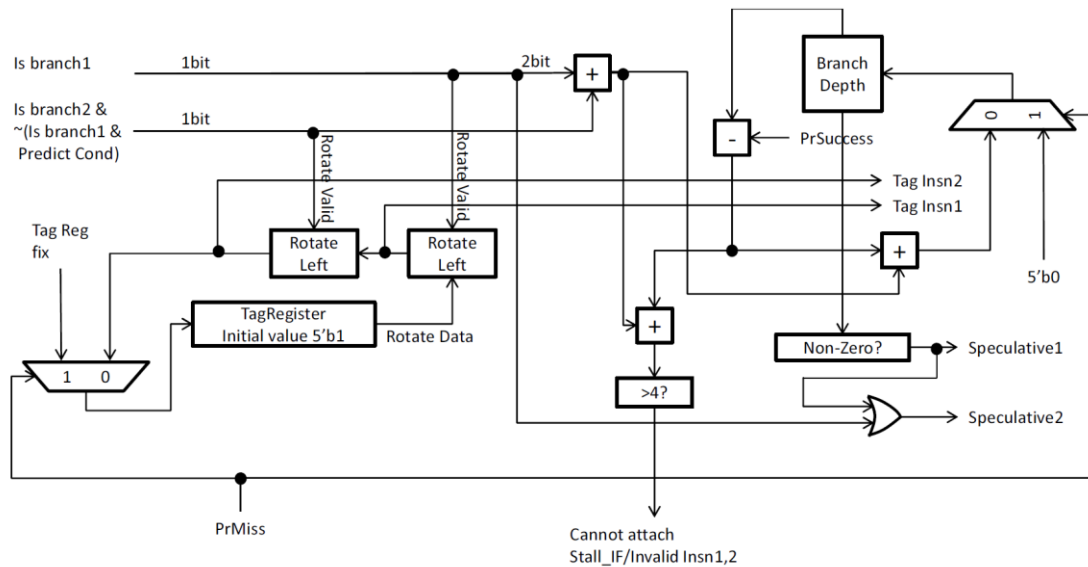 Is branch1
1bit
2bit
+
Branch
Depth
Is branch2 &
~(Is branch1 &
Predict Cond)
1bit
Rotate Valid
Rotate Valid
-
PrSuccess
0
1
Tag Insn2
Tag Insn1
Tag Reg
fix
Rotate
Left
Rotate
Left
+
5'b0
TagRegister
Initial value 5'b1
Rotate Data
+
Non-Zero?
Speculative1
1
0
>4?
Speculative2
PrMiss
Cannot attach
Stall_IF/Invalid Insn1,2